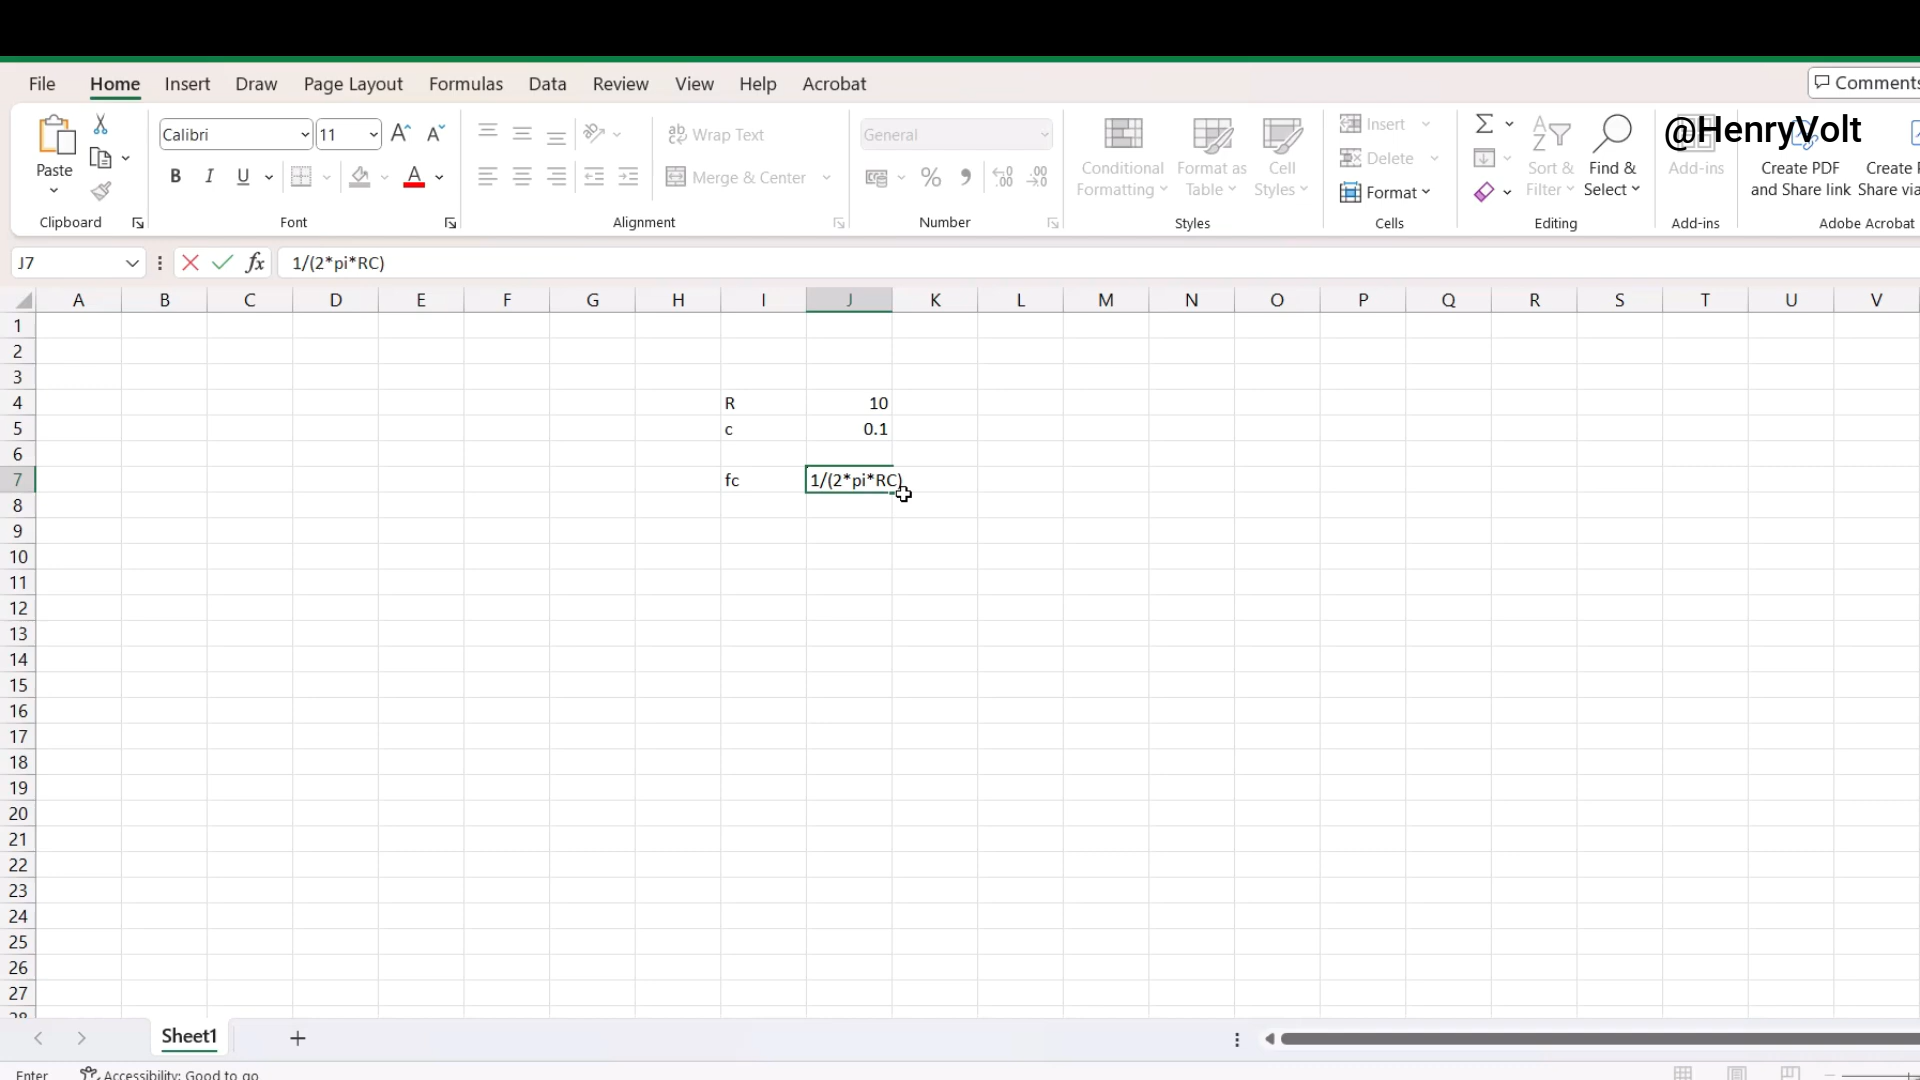 File Home Insert Draw Page Layout Formulas Data Review View Help Acrobat Comments
@HenryVolt
Paste
Clipboard
Calibri 11
B I U A
Font
ab Wrap Text
Merge & Center
Alignment
General
% 9 .00
Number
Conditional Formatting
Format as Table
Cell Styles
Styles
Insert
Delete
Format
Cells
Sort & Filter
Find & Select
Editing
Add-ins
Add-ins
Create PDF and Share link
Share via
Adobe Acrobat
J7 fx 1/(2*pi*RC)
A B C D E F G H I J K L M N O P Q R S T U V
1
2
3
4 R 10
5 c 0.1
6
7 fc 1/(2*pi*RC)
8
9
10
11
12
13
14
15
16
17
18
19
20
21
22
23
24
25
26
27
Sheet1
Enter Accessibility: Good to go